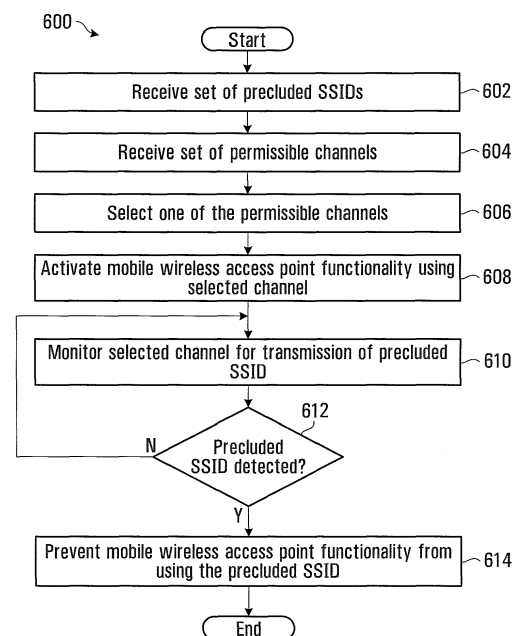 600
Start
Receive set of precluded SSIDs
602
Receive set of permissible channels
604
Select one of the permissible channels
606
Activate mobile wireless access point functionality using
selected channel
608
Monitor selected channel for transmission of precluded
SSID
610
612
Precluded
SSID detected?
N
Y
Prevent mobile wireless access point functionality from
using the precluded SSID
614
End